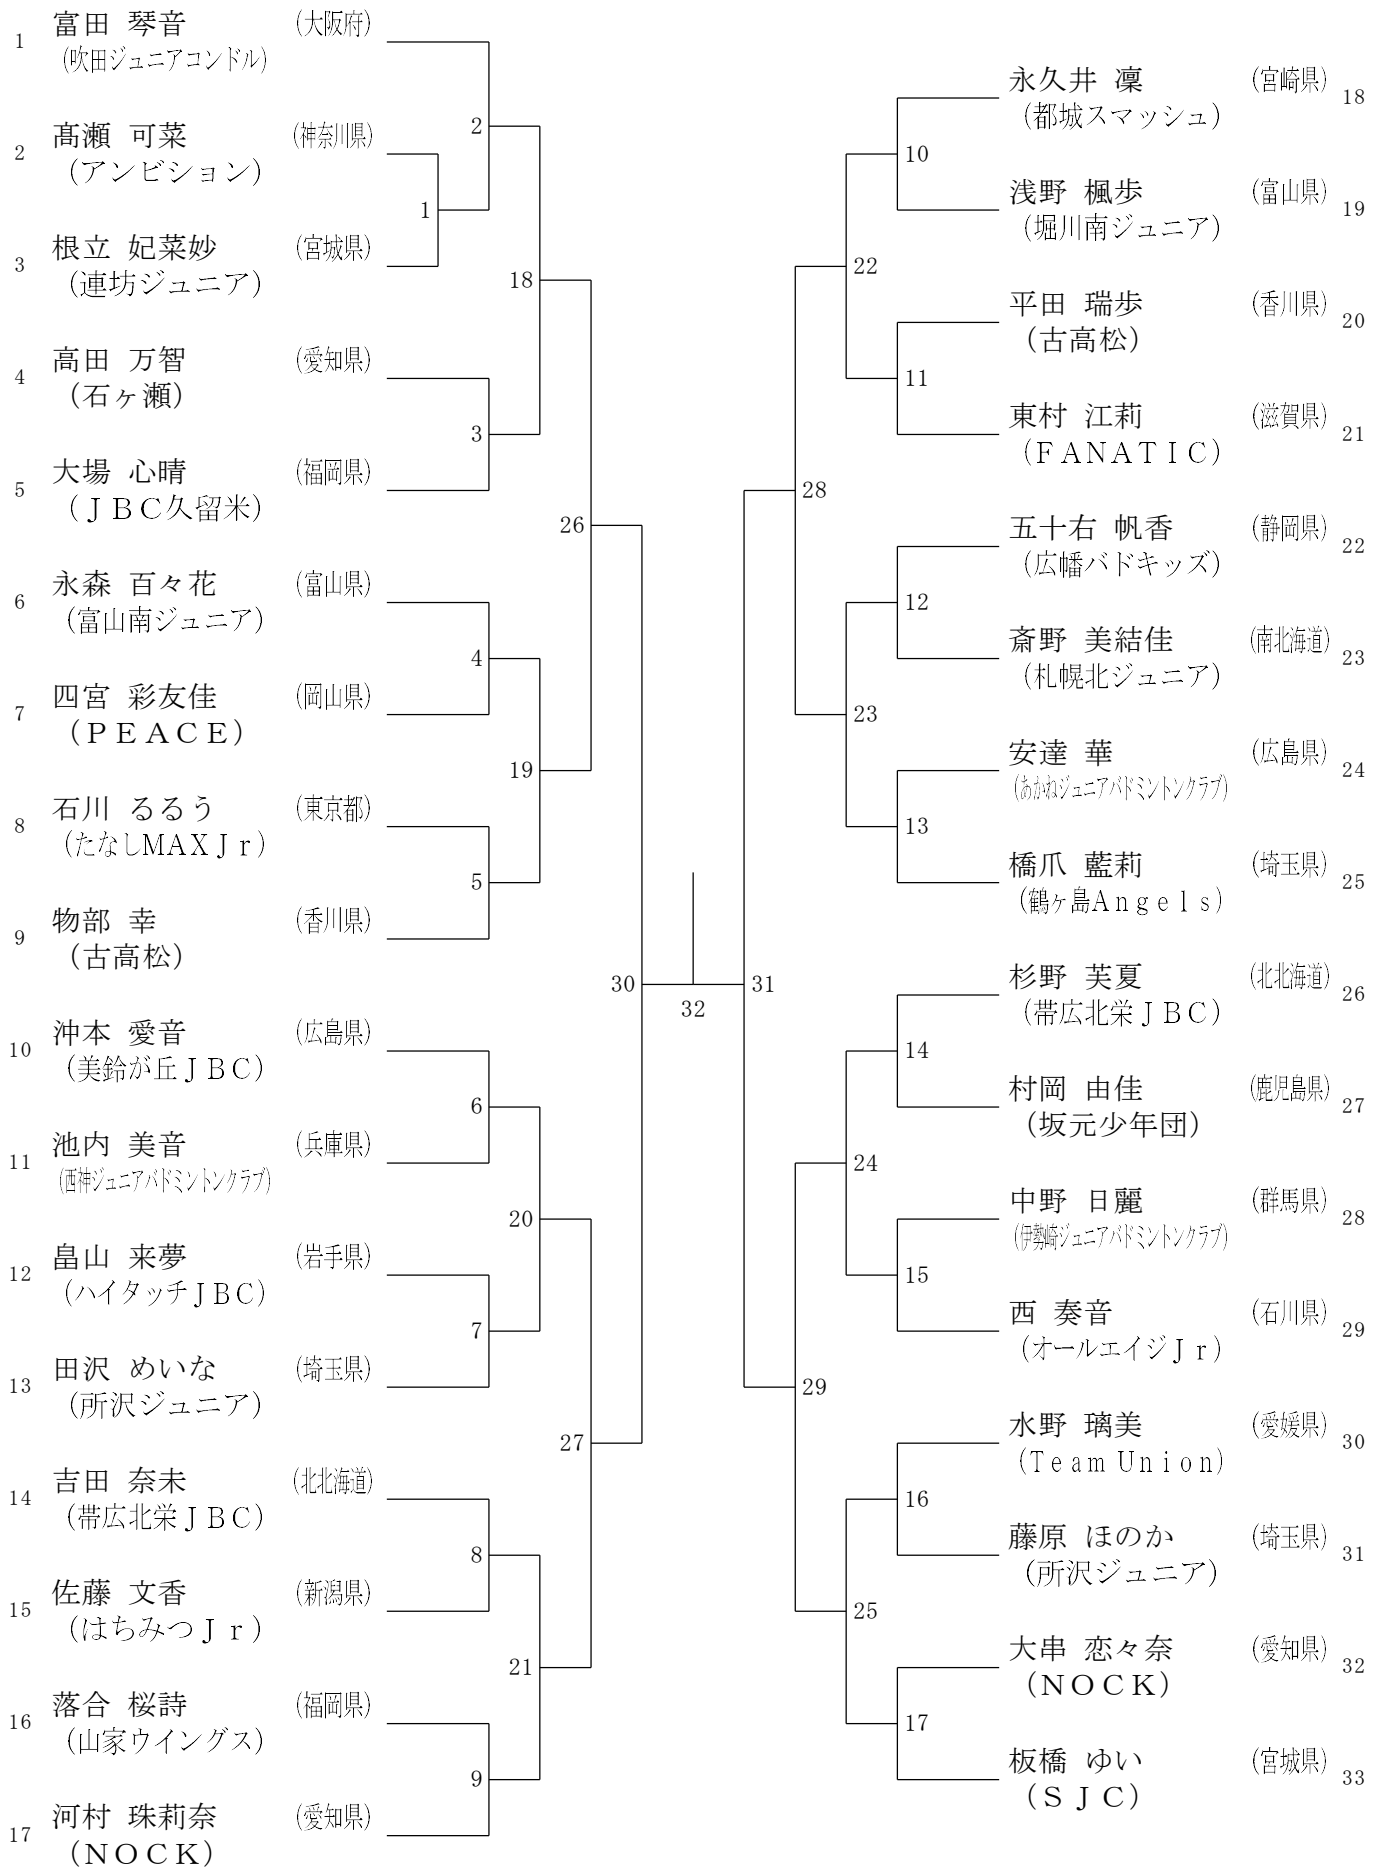 1 富田 琴音 (大阪府)
(吹田ジュニアコンドル)
2 髙瀬 可菜 (神奈川県)
(アンビション)
3 根立 妃菜妙 (宮城県)
(連坊ジュニア)
4 高田 万智 (愛知県)
(石ヶ瀬)
5 大場 心晴 (福岡県)
(ＪＢＣ久留米)
6 永森 百々花 (富山県)
(富山南ジュニア)
7 四宮 彩友佳 (岡山県)
(ＰＥＡＣＥ)
8 石川 るるう (東京都)
(たなしMAXＪｒ)
9 物部 幸 (香川県)
(古高松)
10 沖本 愛音 (広島県)
(美鈴が丘ＪＢＣ)
11 池内 美音 (兵庫県)
(西神ジュニアバドミントンクラブ)
12 畠山 来夢 (岩手県)
(ハイタッチＪＢＣ)
13 田沢 めいな (埼玉県)
(所沢ジュニア)
14 吉田 奈未 (北北海道)
(帯広北栄ＪＢＣ)
15 佐藤 文香 (新潟県)
(はちみつＪｒ)
16 落合 桜詩 (福岡県)
(山家ウイングス)
17 河村 珠莉奈 (愛知県)
(ＮＯＣＫ)
1
2
3
4
5
6
7
8
9
18
19
20
21
26
27
30
32
31
28
29
22
23
24
25
10
11
12
13
14
15
16
17
永久井 凜 (宮崎県) 18
(都城スマッシュ)
浅野 楓歩 (富山県) 19
(堀川南ジュニア)
平田 瑞歩 (香川県) 20
(古高松)
東村 江莉 (滋賀県) 21
(ＦＡＮＡＴＩＣ)
五十右 帆香 (静岡県) 22
(広幡バドキッズ)
斎野 美結佳 (南北海道) 23
(札幌北ジュニア)
安達 華 (広島県) 24
(あかねジュニアバドミントンクラブ)
橋爪 藍莉 (埼玉県) 25
(鶴ヶ島Ａｎｇｅｌｓ)
杉野 芙夏 (北北海道) 26
(帯広北栄ＪＢＣ)
村岡 由佳 (鹿児島県) 27
(坂元少年団)
中野 日麗 (群馬県) 28
(伊勢崎ジュニアバドミントンクラブ)
西 奏音 (石川県) 29
(オールエイジＪｒ)
水野 璃美 (愛媛県) 30
(Ｔｅａｍ Ｕｎｉｏｎ)
藤原 ほのか (埼玉県) 31
(所沢ジュニア)
大串 恋々奈 (愛知県) 32
(ＮＯＣＫ)
板橋 ゆい (宮城県) 33
(ＳＪＣ)